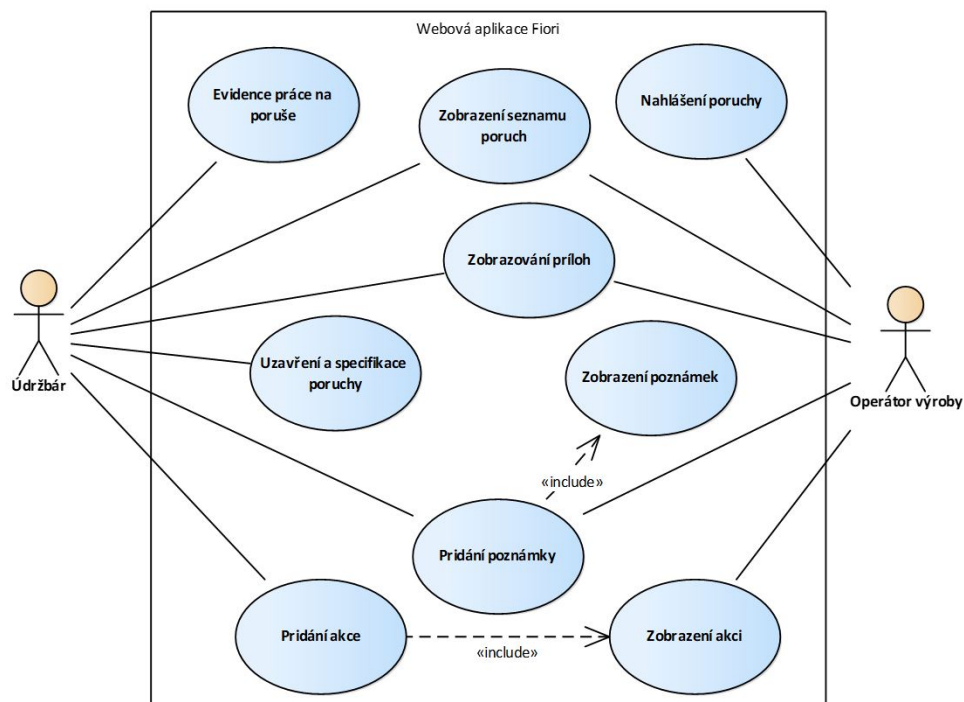 Webová aplikace Fiori
Evidence práce na
poruše
Zobrazení seznamu
poruch
Nahlášení poruchy
Zobrazování príloh
Uzavření a specifikace
poruchy
Zobrazení poznámek
Údržbár
Operátor výroby
«include»
Pridání poznámky
Pridání akce
«include»
Zobrazení akci